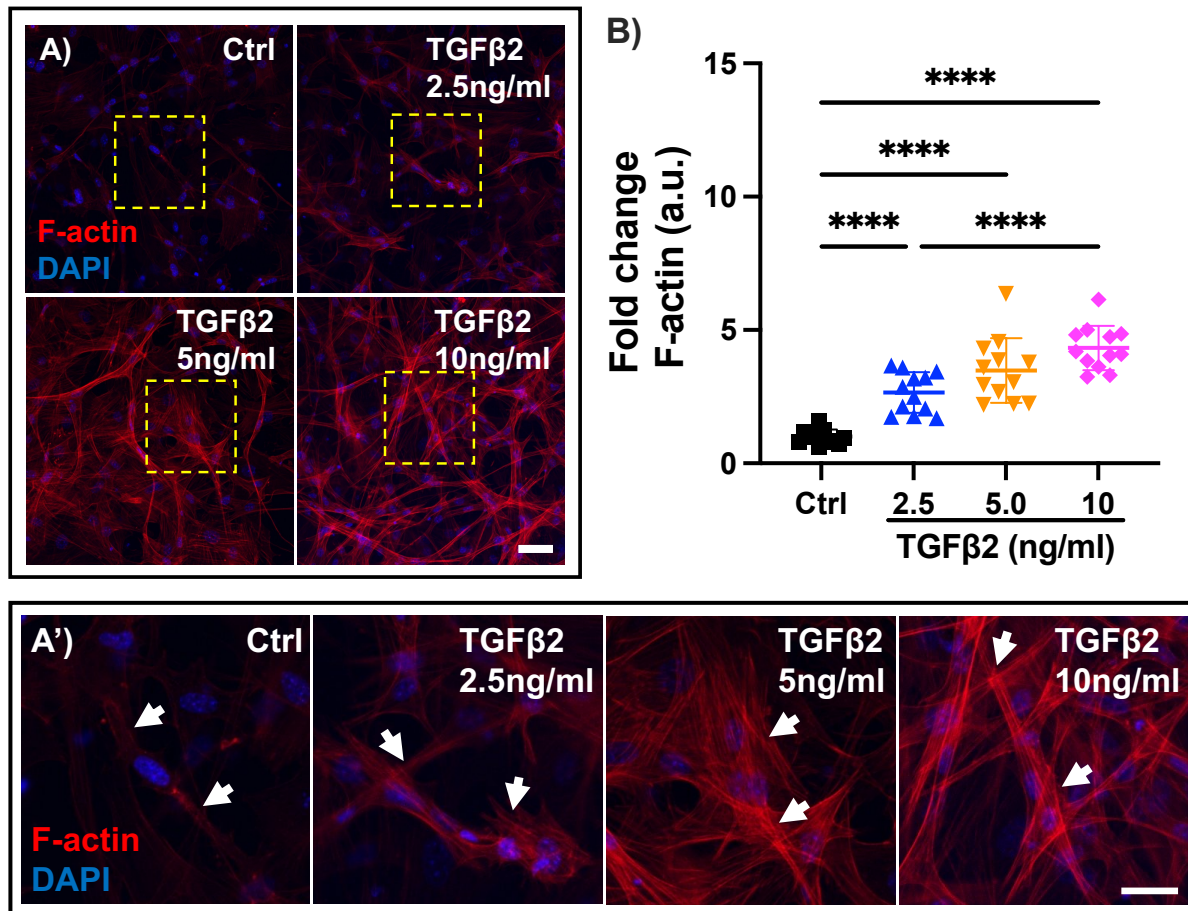 A)
Ctrl
TGFβ2
2.5ng/ml
F-actin
DAPI
TGFβ2
5ng/ml
TGFβ2
10ng/ml
B)
Fold change
F-actin (a.u.)
15
10
5
0
****
****
****
****
Ctrl
2.5
5.0
10
TGFβ2 (ng/ml)
A')
Ctrl
TGFβ2
2.5ng/ml
TGFβ2
5ng/ml
TGFβ2
10ng/ml
F-actin
DAPI